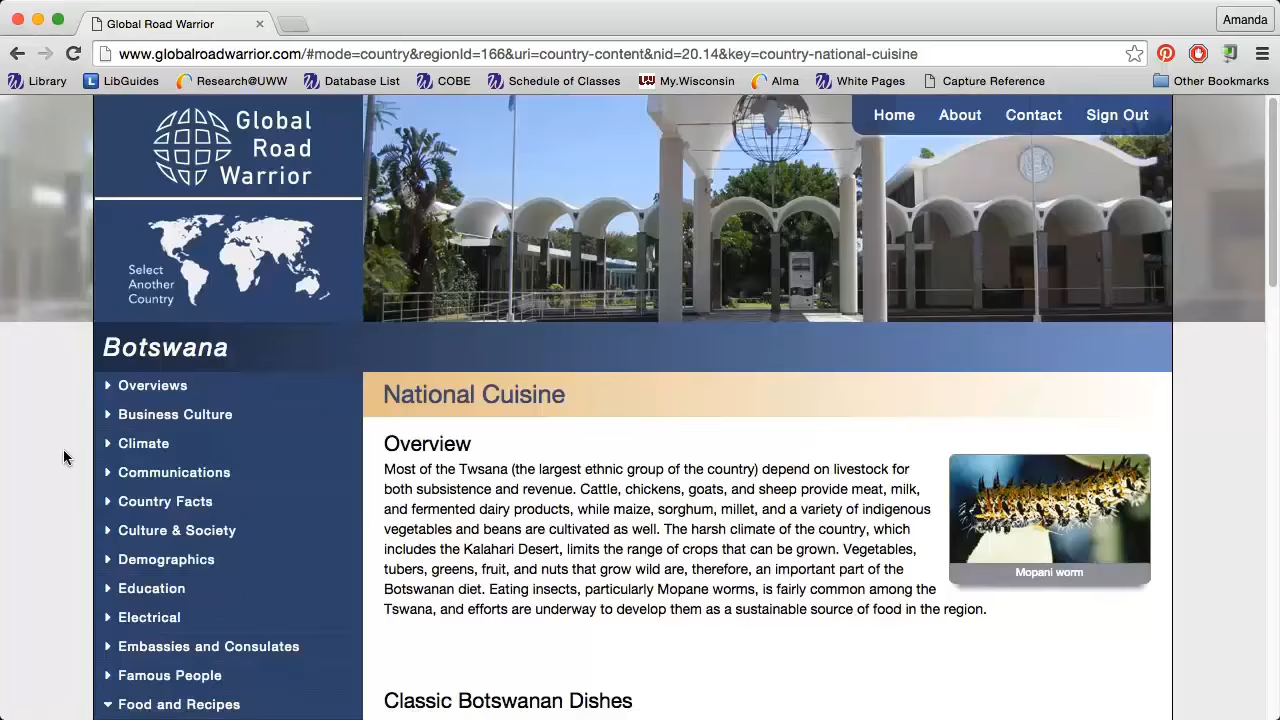 Global Road Warrior
Amanda
www.globalroadwarrior.com/#mode=country&regionId=166&uri=country-content&nid=20.14&key=country-national-cuisine
Library LibGuides Research@UWW Database List COBE Schedule of Classes My.Wisconsin Alma White Pages Capture Reference Other Bookmarks
Global
Road
Warrior
Home About Contact Sign Out
Select
Another
Country
Botswana
Overviews
Business Culture
Climate
Communications
Country Facts
Culture & Society
Demographics
Education
Electrical
Embassies and Consulates
Famous People
Food and Recipes
National Cuisine
Overview
Most of the Twsana (the largest ethnic group of the country) depend on livestock for
both subsistence and revenue. Cattle, chickens, goats, and sheep provide meat, milk,
and fermented dairy products, while maize, sorghum, millet, and a variety of indigenous
vegetables and beans are cultivated as well. The harsh climate of the country, which
includes the Kalahari Desert, limits the range of crops that can be grown. Vegetables,
tubers, greens, fruit, and nuts that grow wild are, therefore, an important part of the
Botswanan diet. Eating insects, particularly Mopane worms, is fairly common among the
Tswana, and efforts are underway to develop them as a sustainable source of food in the region.
Mopani worm
Classic Botswanan Dishes